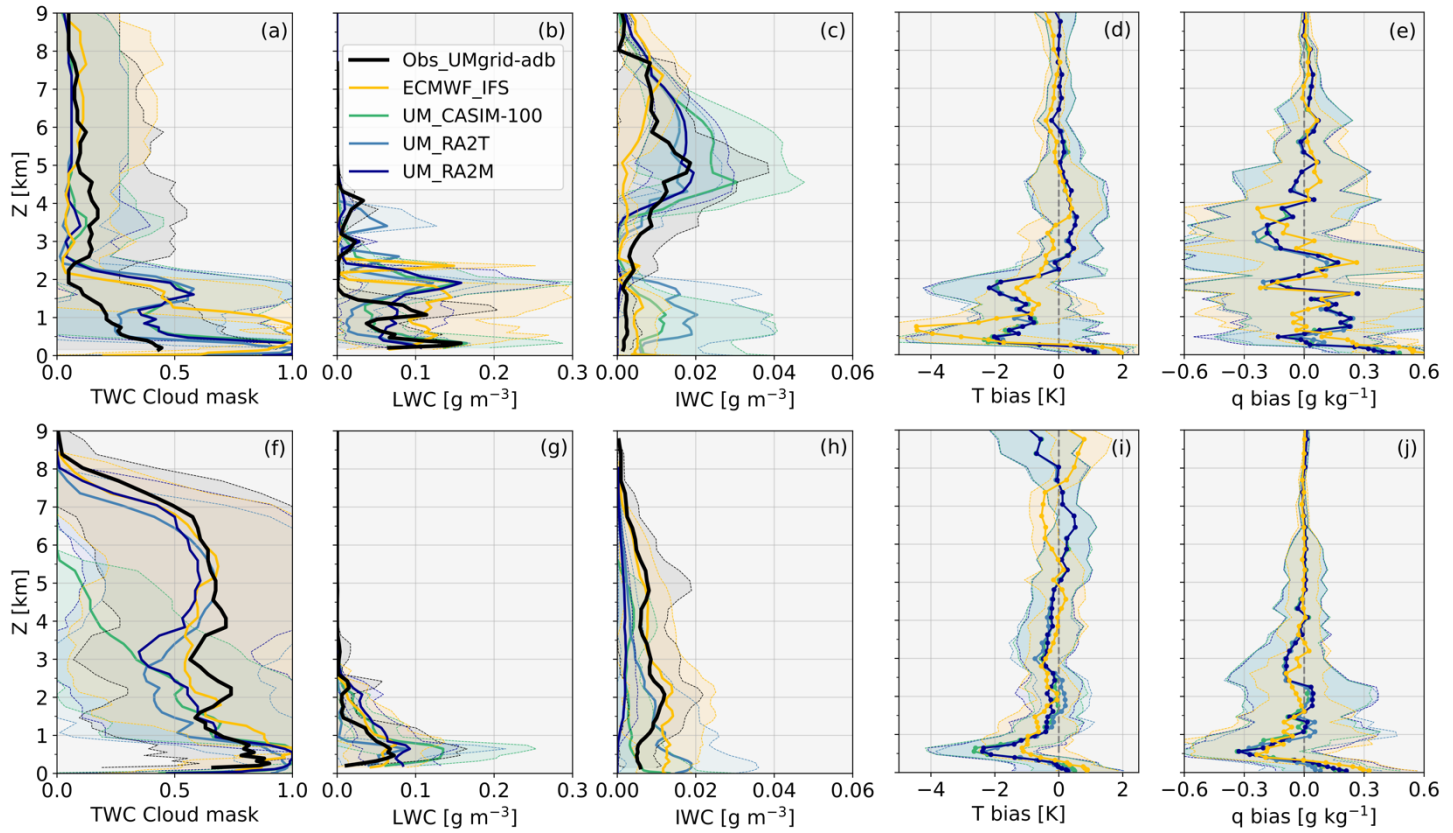 (a) (b) (c) (d) (e)
9
8
7
6
5
4
3
2
1
0
Z [km]
Obs_UMgrid-adb
ECMWF_IFS
UM_CASIM-100
UM_RA2T
UM_RA2M
0.0 0.5 1.0 0.0 0.1 0.2 0.3 0.00 0.02 0.04 0.06 −4 −2 0 2 −0.6 −0.3 0.0 0.3 0.6
TWC Cloud mask LWC [g m⁻³] IWC [g m⁻³] T bias [K] q bias [g kg⁻¹]
(f) (g) (h) (i) (j)
9
8
7
6
5
4
3
2
1
0
Z [km]
0.0 0.5 1.0 0.0 0.1 0.2 0.3 0.00 0.02 0.04 0.06 −4 −2 0 2 −0.6 −0.3 0.0 0.3 0.6
TWC Cloud mask LWC [g m⁻³] IWC [g m⁻³] T bias [K] q bias [g kg⁻¹]